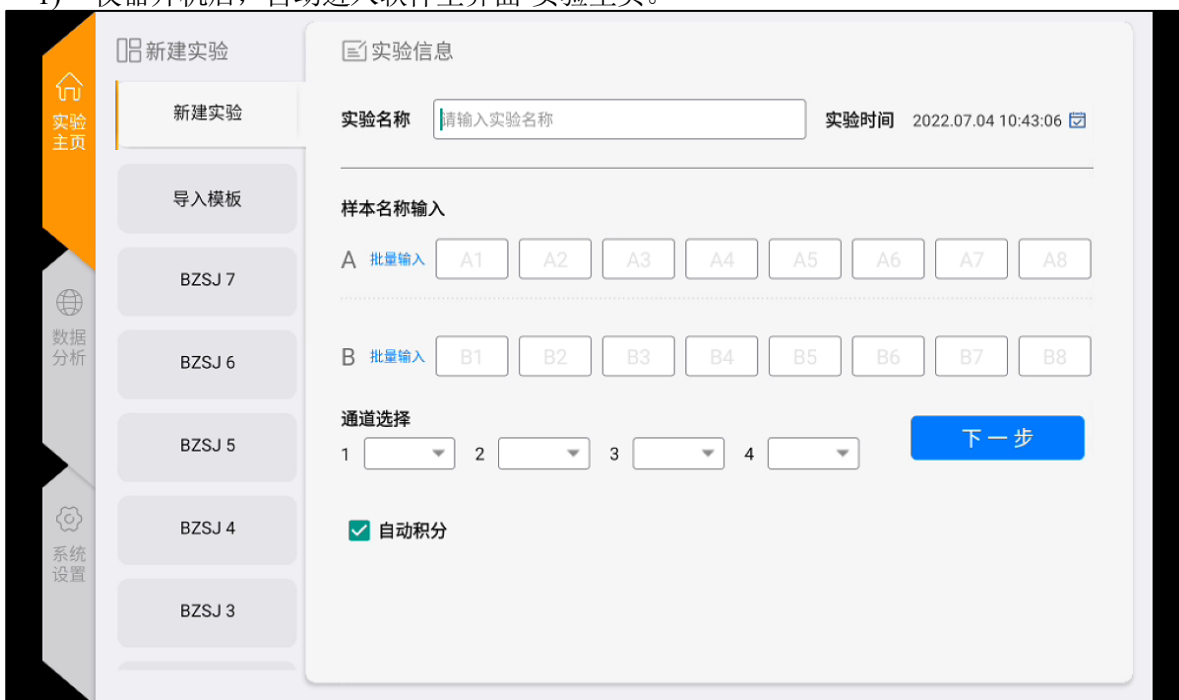 实验
主页
数据
分析
系统
设置
新建实验
新建实验
导入模板
BZSJ 7
BZSJ 6
BZSJ 5
BZSJ 4
BZSJ 3
实验信息
实验名称 请输入实验名称 实验时间 2022.07.04 10:43:06
样本名称输入
A 批量输入 A1 A2 A3 A4 A5 A6 A7 A8
B 批量输入 B1 B2 B3 B4 B5 B6 B7 B8
通道选择
1 2 3 4 下一步
自动积分